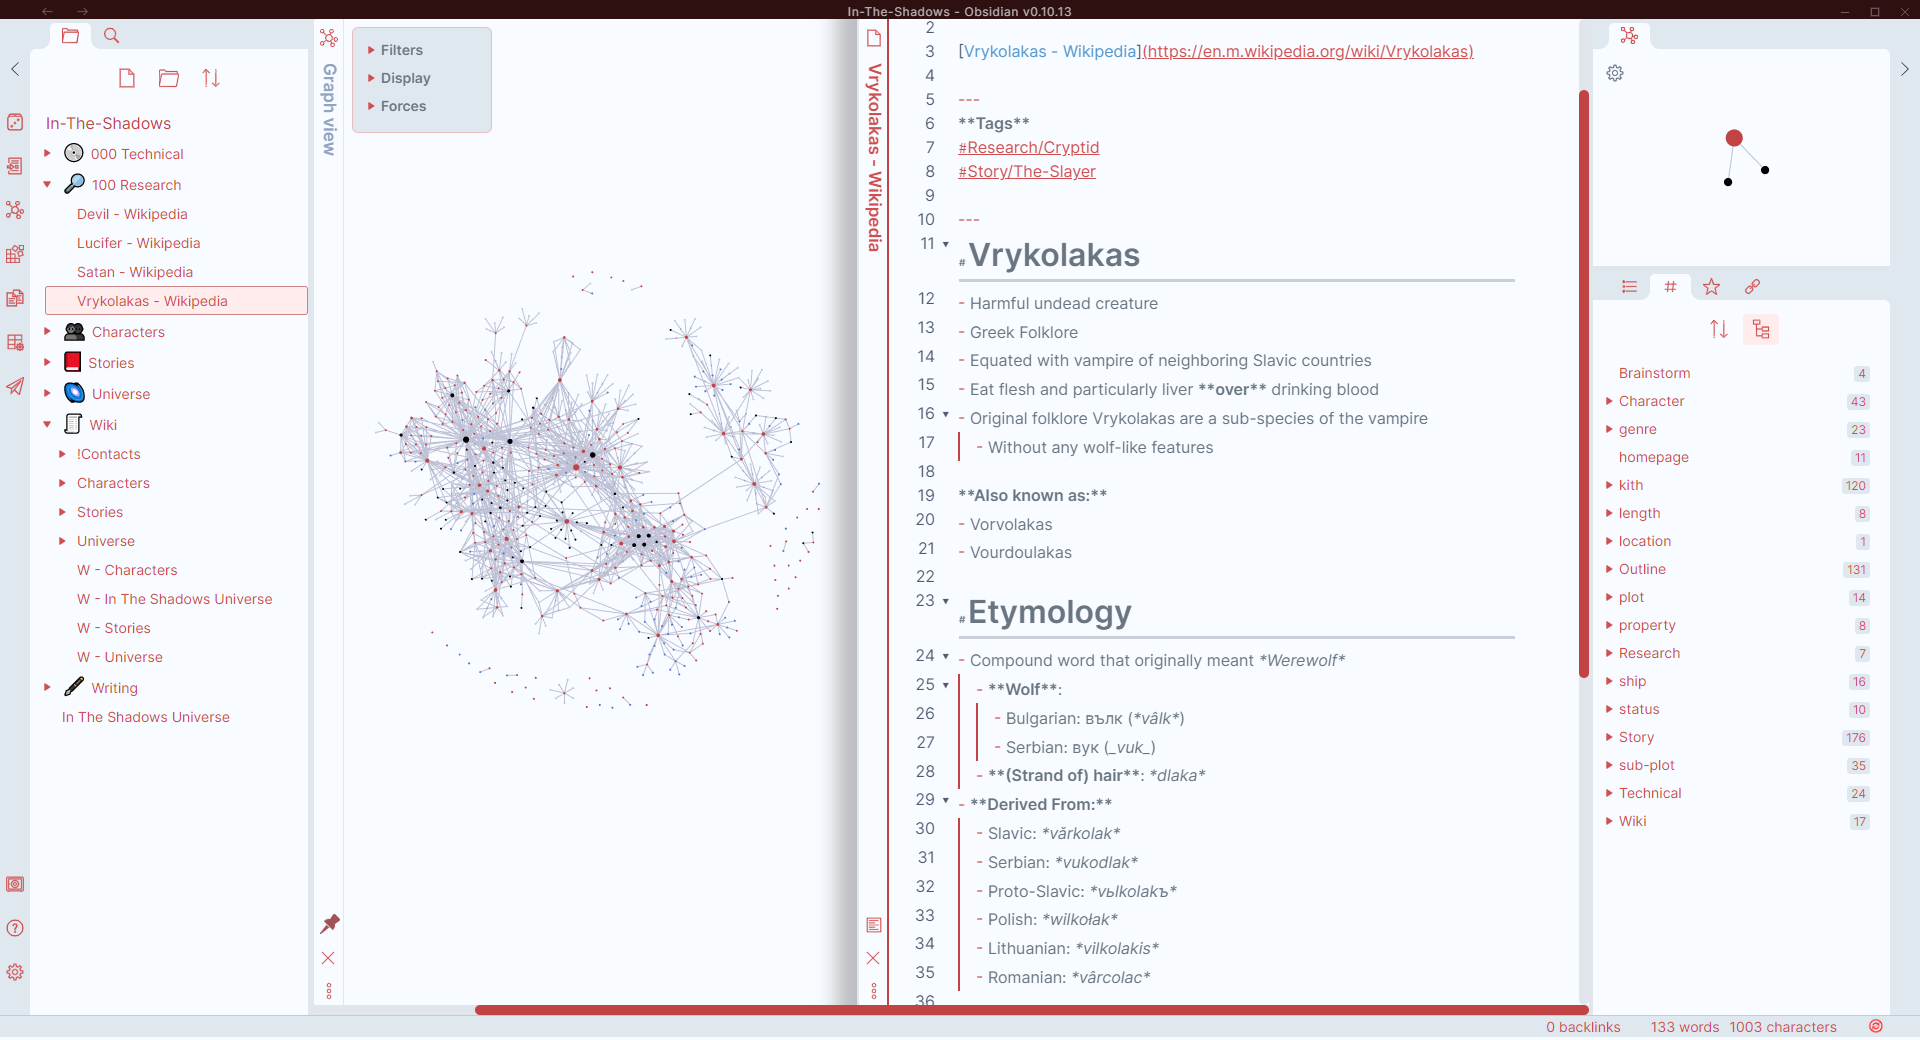 In-The-Shadows - Obsidian v0.10.13
In-The-Shadows
000 Technical
100 Research
Devil - Wikipedia
Lucifer - Wikipedia
Satan - Wikipedia
Vrykolakas - Wikipedia
Characters
Stories
Universe
Wiki
!Contacts
Characters
Stories
Universe
W - Characters
W - In The Shadows Universe
W - Stories
W - Universe
Writing
In The Shadows Universe
Graph view
Filters
Display
Forces
Vrykolakas - Wikipedia
2
3 [Vrykolakas - Wikipedia](https://en.m.wikipedia.org/wiki/Vrykolakas)
4
5 ---
6 **Tags**
7 #Research/Cryptid
8 #Story/The-Slayer
9
10 ---
11 # Vrykolakas
12 - Harmful undead creature
13 - Greek Folklore
14 - Equated with vampire of neighboring Slavic countries
15 - Eat flesh and particularly liver **over** drinking blood
16 - Original folklore Vrykolakas are a sub-species of the vampire
17 - Without any wolf-like features
18
19 **Also known as:**
20 - Vorvolakas
21 - Vourdoulakas
22
23 # Etymology
24 - Compound word that originally meant *Werewolf*
25 - **Wolf**:
26 - Bulgarian: вълк (*vâlk*)
27 - Serbian: вук (_vuk_)
28 - **(Strand of) hair**: *dlaka*
29 - **Derived From:**
30 - Slavic: *vărkolak*
31 - Serbian: *vukodlak*
32 - Proto-Slavic: *vьlkolakъ*
33 - Polish: *wilkołak*
34 - Lithuanian: *vilkolakis*
35 - Romanian: *vârcolac*
36
Brainstorm 4
Character 43
genre 23
homepage 11
kith 120
length 8
location 1
Outline 131
plot 14
property 8
Research 7
ship 16
status 10
Story 176
sub-plot 35
Technical 24
Wiki 17
0 backlinks 133 words 1003 characters